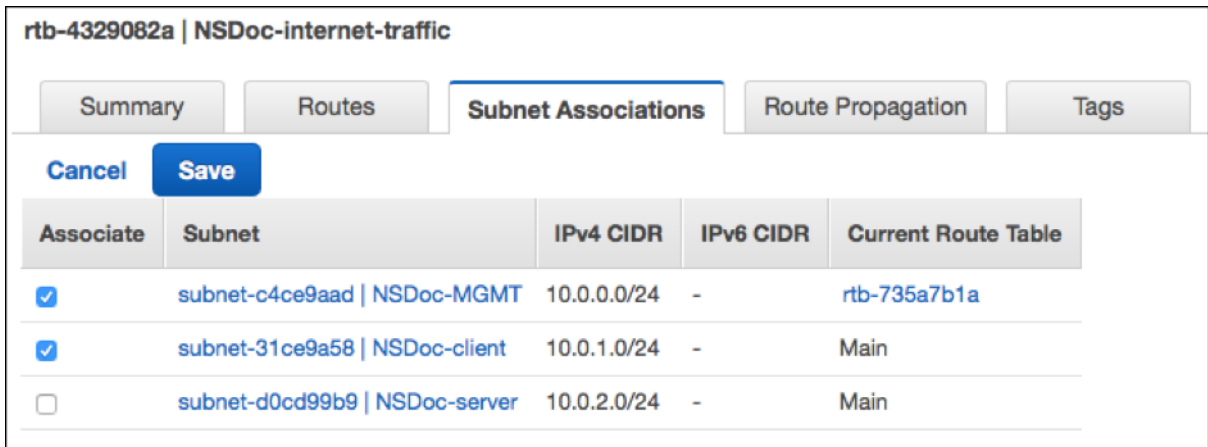 rtb-4329082a | NSDoc-internet-traffic
Summary Routes Subnet Associations Route Propagation Tags
Cancel Save
Associate Subnet IPv4 CIDR IPv6 CIDR Current Route Table
subnet-c4ce9aad | NSDoc-MGMT 10.0.0.0/24 - rtb-735a7b1a
subnet-31ce9a58 | NSDoc-client 10.0.1.0/24 - Main
subnet-d0cd99b9 | NSDoc-server 10.0.2.0/24 - Main